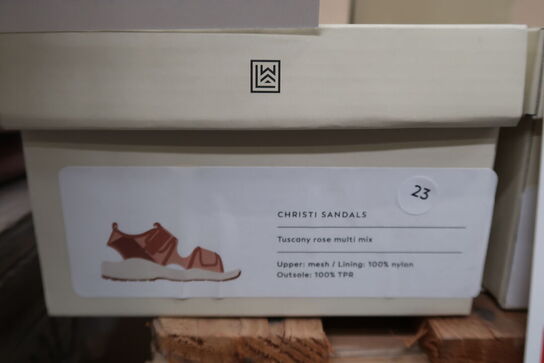 23
CHRISTI SANDALS
Tuscany rose multi mix
Upper: mesh / Lining: 100% nylon
Outsole: 100% TPR